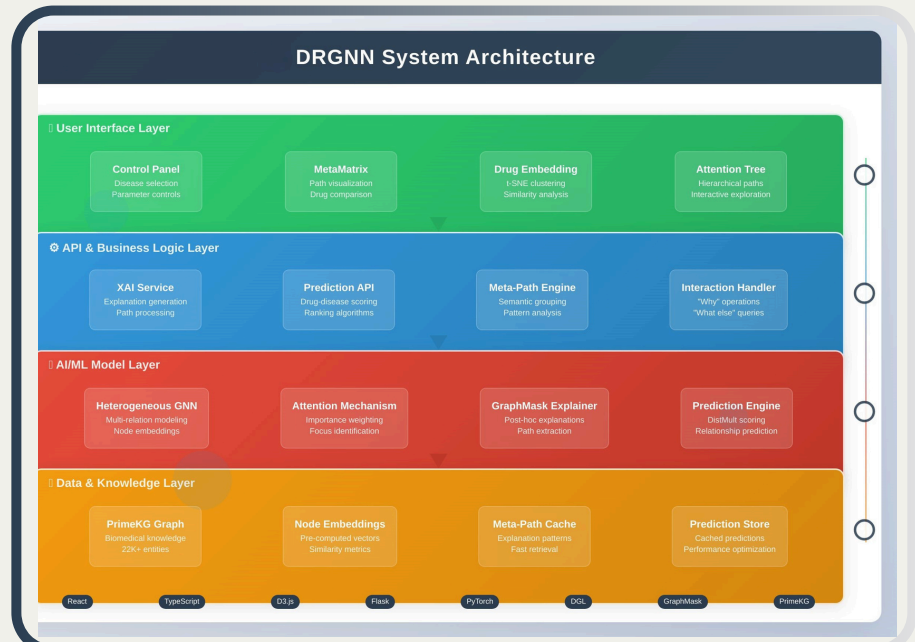 DRGNN System Architecture
User Interface Layer
Control Panel
Disease selection
Parameter controls
MetaMatrix
Path visualization
Drug comparison
Drug Embedding
t-SNE clustering
Similarity analysis
Attention Tree
Hierarchical paths
Interactive exploration
⚙ API & Business Logic Layer
XAI Service
Explanation generation
Path processing
Prediction API
Drug-disease scoring
Ranking algorithms
Meta-Path Engine
Semantic grouping
Pattern analysis
Interaction Handler
"Why" operations
"What else" queries
AI/ML Model Layer
Heterogeneous GNN
Multi-relation modeling
Node embeddings
Attention Mechanism
Importance weighting
Focus identification
GraphMask Explainer
Post-hoc explanations
Path extraction
Prediction Engine
DistMult scoring
Relationship prediction
Data & Knowledge Layer
PrimeKG Graph
Biomedical knowledge
22K+ entities
Node Embeddings
Pre-computed vectors
Similarity metrics
Meta-Path Cache
Explanation patterns
Fast retrieval
Prediction Store
Cached predictions
Performance optimization
React
TypeScript
D3.js
Flask
PyTorch
DGL
GraphMask
PrimeKG